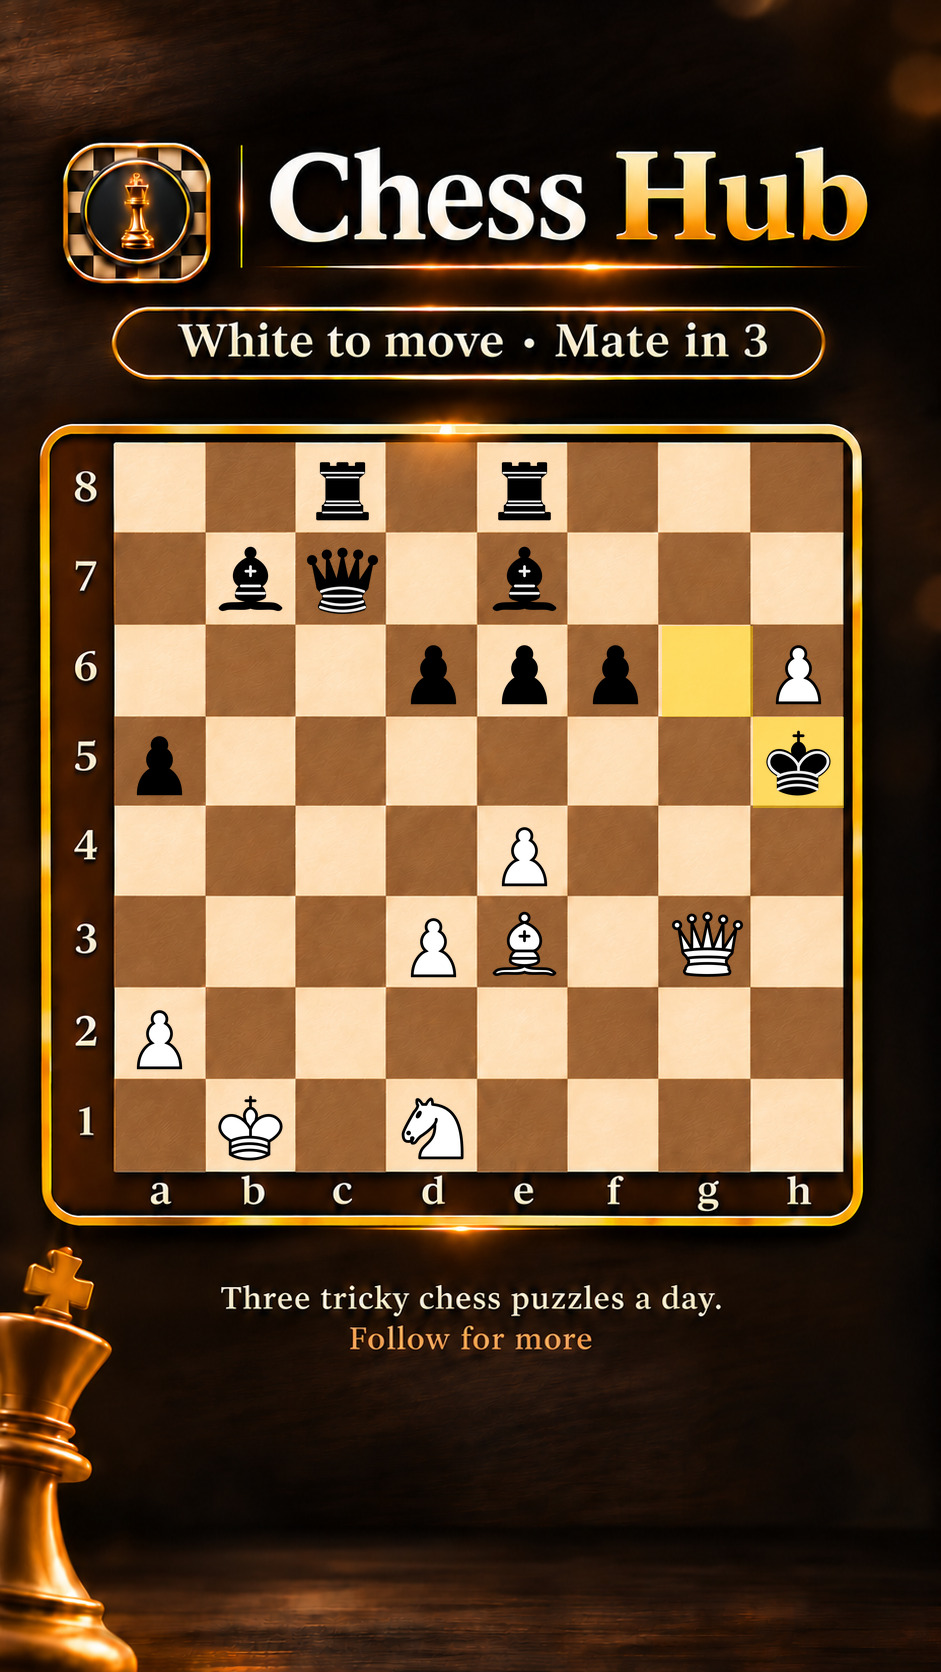 Chess Hub
White to move • Mate in 3
8
7
6
5
4
3
2
1
a b c d e f g h
Three tricky chess puzzles a day.
Follow for more